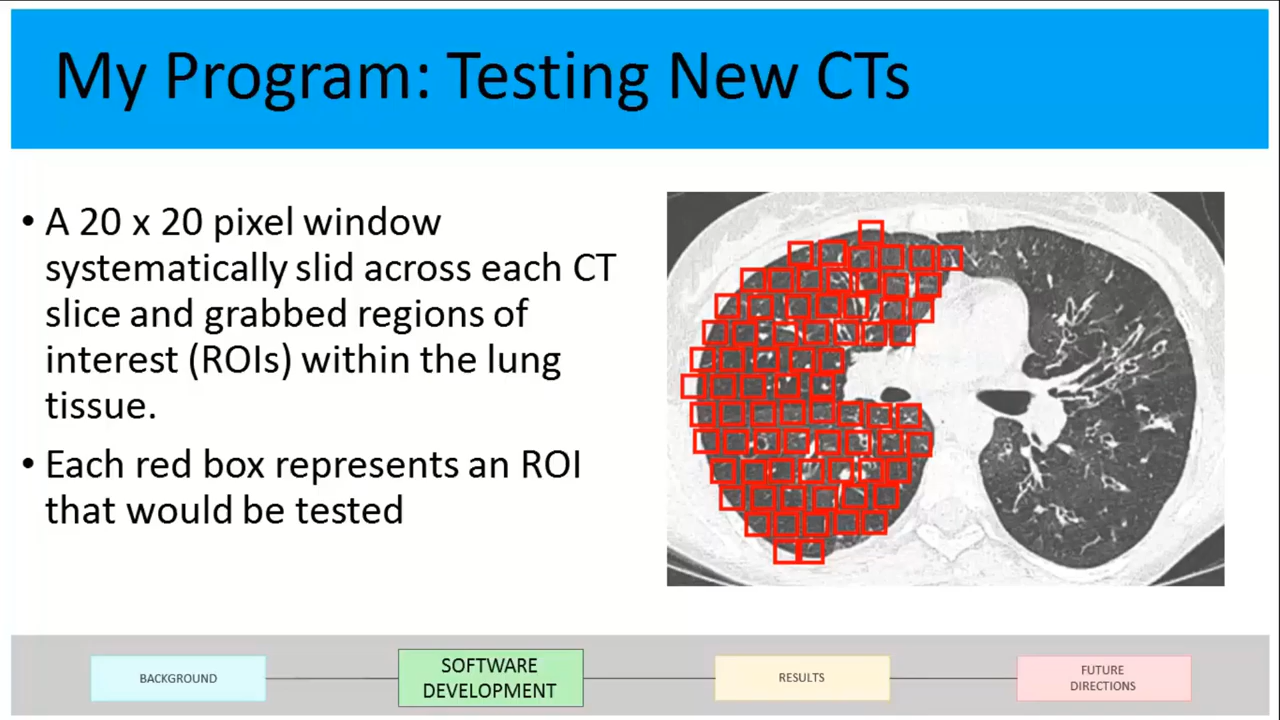 My Program: Testing New CTs
• A 20 x 20 pixel window
systematically slid across each CT
slice and grabbed regions of
interest (ROIs) within the lung
tissue.
• Each red box represents an ROI
that would be tested
BACKGROUND
SOFTWARE
DEVELOPMENT
RESULTS
FUTURE
DIRECTIONS